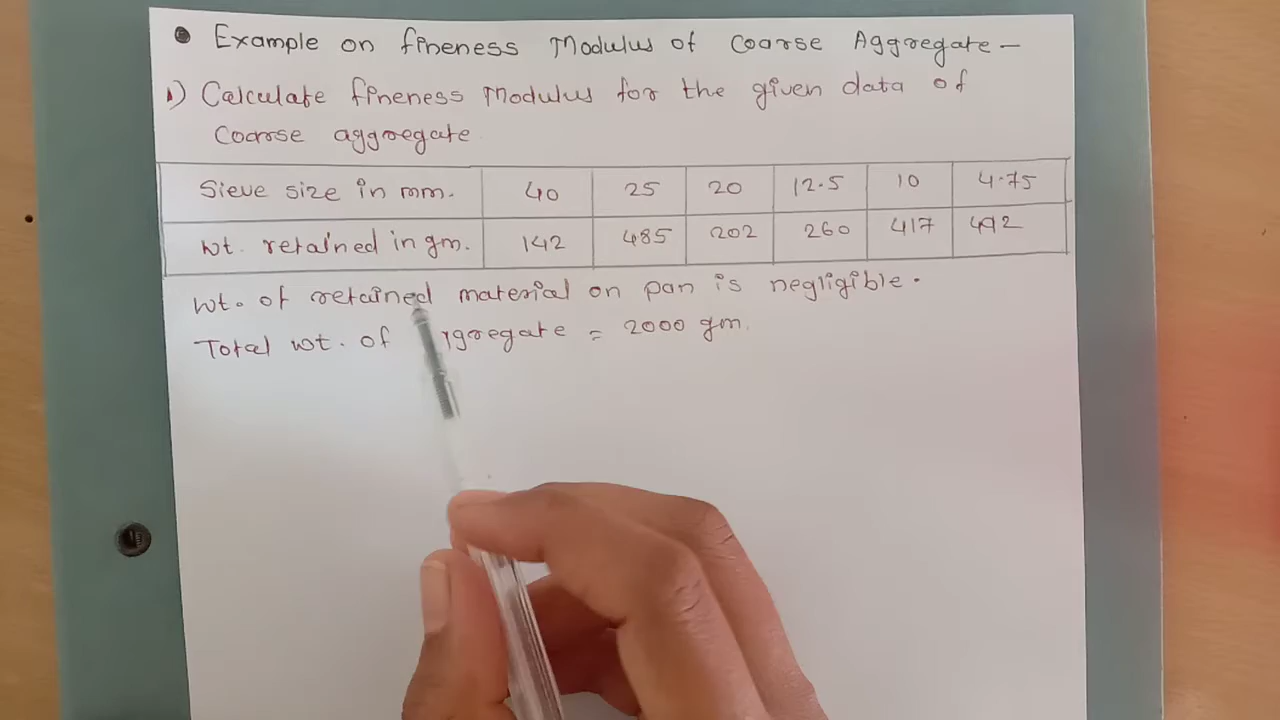 Example on fineness Modulus of Coarse Aggregate -
1) Calculate fineness Modulus for the given data of
Coarse aggregate
Sieve size in mm. 40 25 20 12.5 10 4.75
Wt. retained in gm. 142 485 202 260 417 492
Wt. of retained material on pan is negligible.
Total wt. of ggregate = 2000 gm.